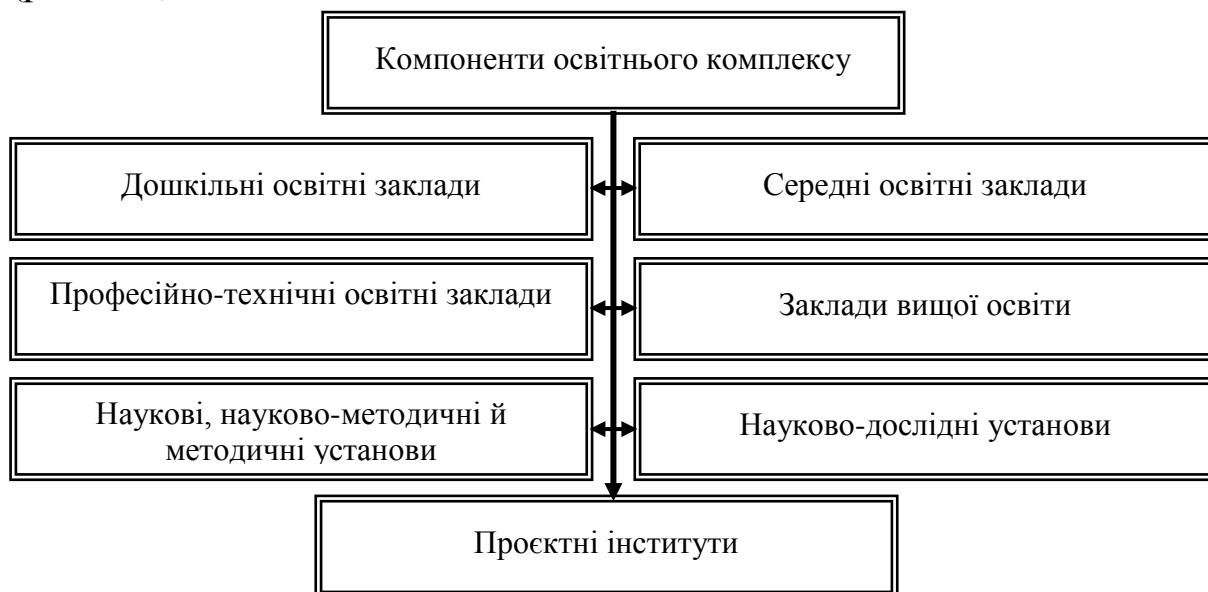 Компоненти освітнього комплексу
Дошкільні освітні заклади
Середні освітні заклади
Професійно-технічні освітні заклади
Заклади вищої освіти
Наукові, науково-методичні й
методичні установи
Науково-дослідні установи
Проєктні інститути